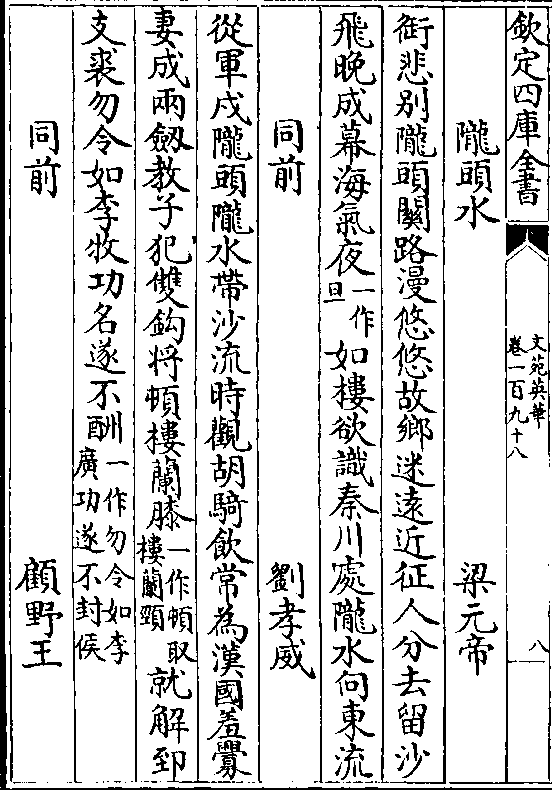 欽定四庫全書
文苑英華
卷一百九十八
八
隴頭水 梁元帝
銜悲别隴頭關路漫悠悠故鄉迷遠近征人分去留沙
飛晚成幕海氣夜一作旦如樓欲識秦川處隴水向東流
同前 劉孝威
從軍戍隴頭隴水帶沙流時觀胡騎飲常為漢國羞釁
妻成兩劔教子犯雙鈎将頓樓蘭膝一作頓取樓蘭頸就解郅
支裘勿令如李牧功名遂不酬一作勿令如李廣功遂不封侯
同前 顧野王